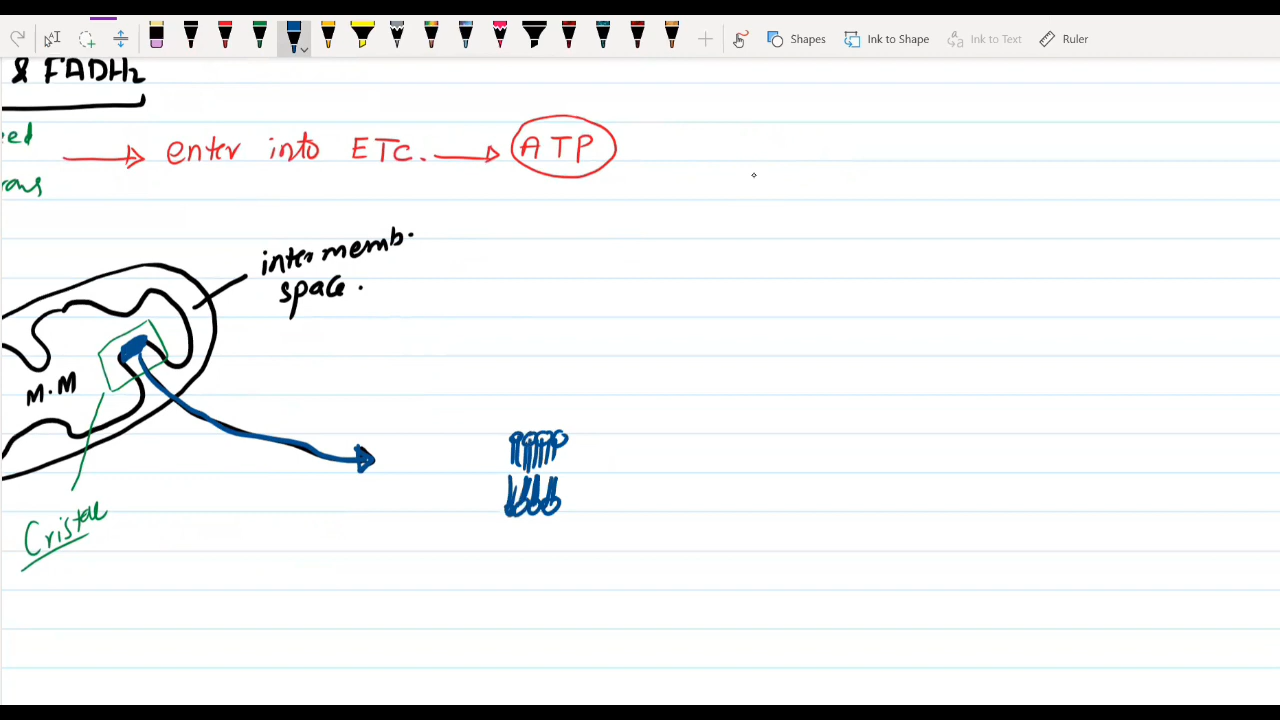 Shapes Ink to Shape Ink to Text Ruler
& FADH₂
enter into ETC. ATP
inter memb.
space.
M.M
Cristae